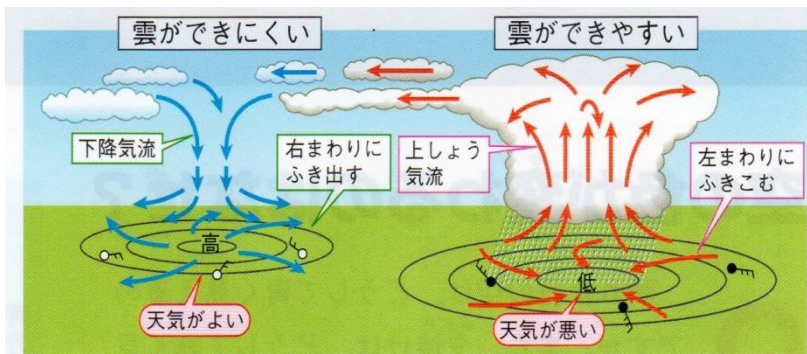 雲ができにくい
雲ができやすい
下降気流
右まわりに
ふき出す
上しょう
気流
左まわりに
ふきこむ
高
低
天気がよい
天気が悪い